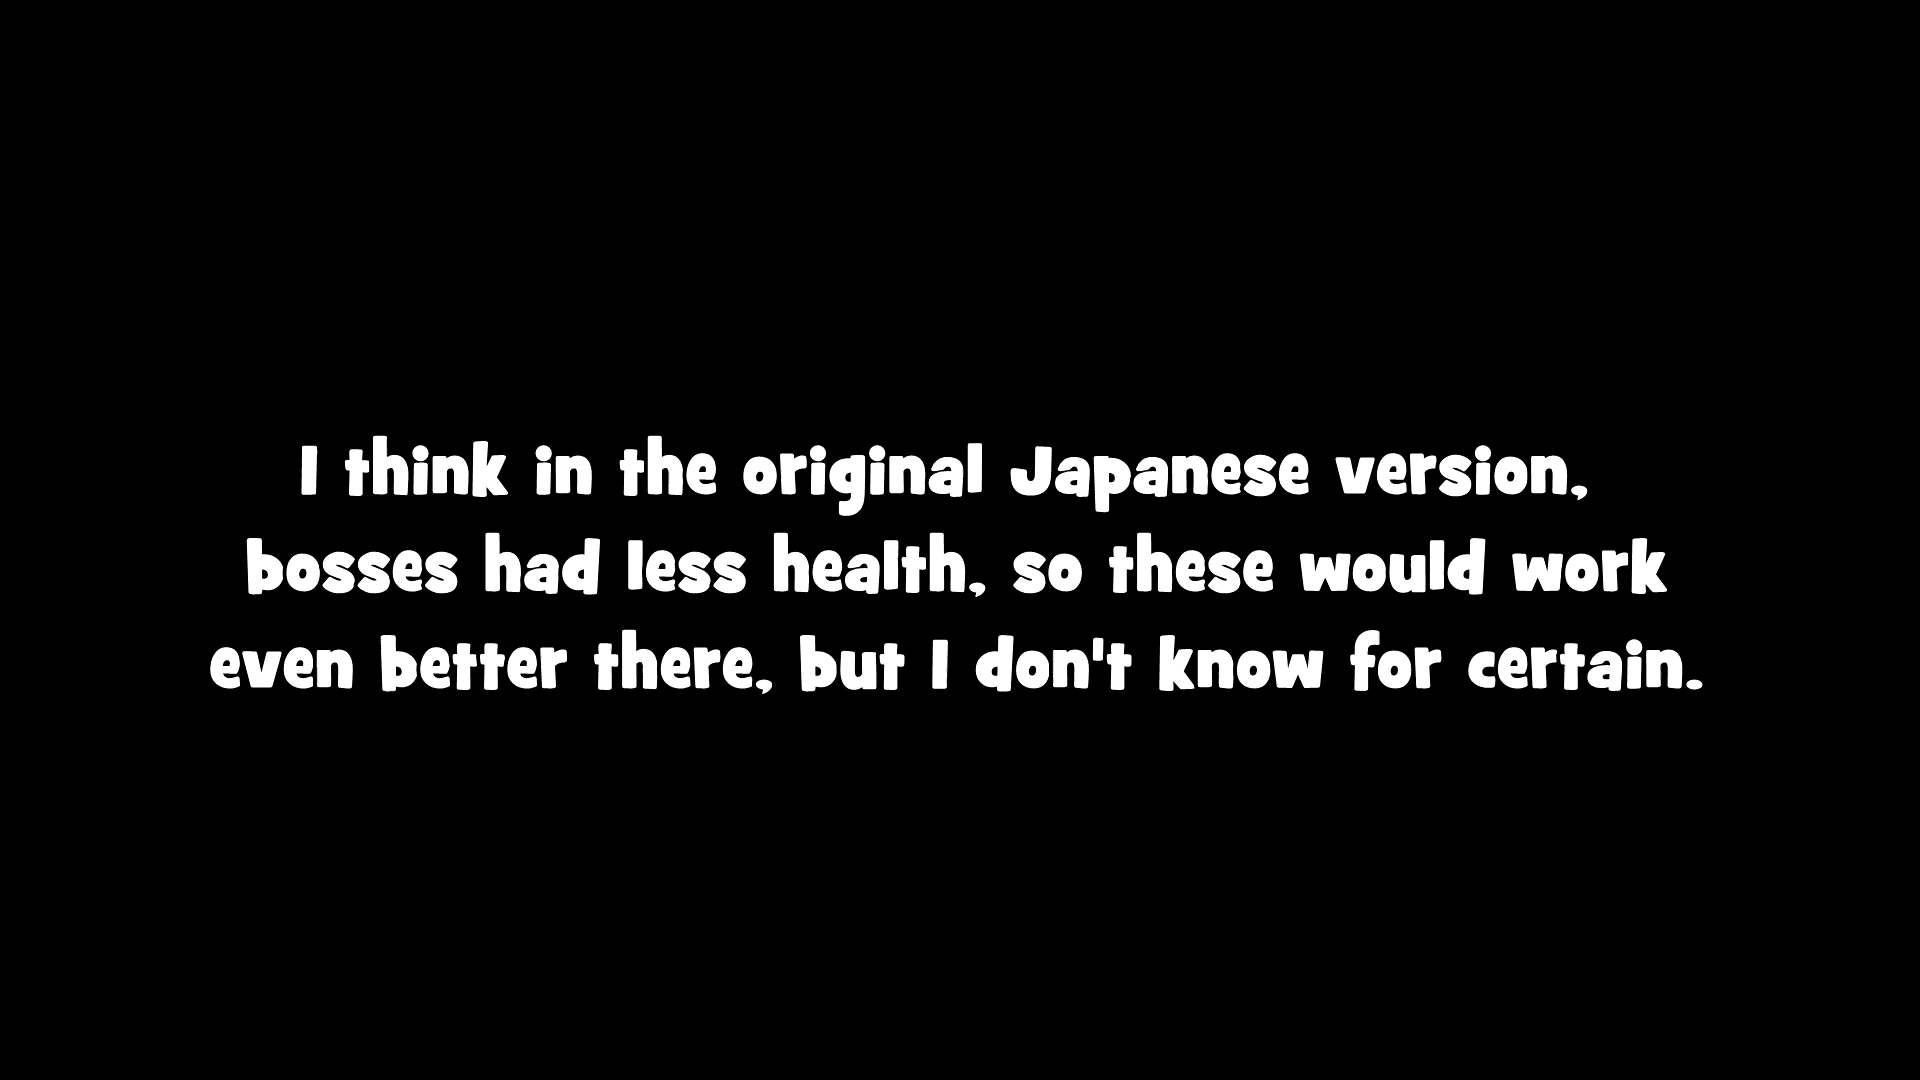 I think in the original Japanese version,
bosses had less health, so these would work
even better there, but I don't know for certain.